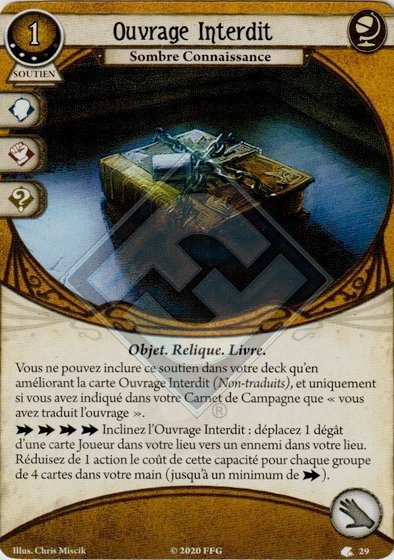 1
Ouvrage Interdit
SOUTIEN
Sombre Connaissance
Objet. Relique. Livre.
Vous ne pouvez inclure ce soutien dans votre deck qu'en
améliorant la carte Ouvrage Interdit (Non-traduits), et uniquement
si vous avez indiqué dans votre Carnet de Campagne que « vous
avez traduit l'ouvrage ».
Inclinez l'Ouvrage Interdit : déplacez 1 dégât
d'une carte Joueur dans votre lieu vers un ennemi dans votre lieu.
Réduisez de 1 action le coût de cette capacité pour chaque groupe
de 4 cartes dans votre main (jusqu'à un minimum de ).
®
Illus. Chris Miscik
© 2020 FFG
29